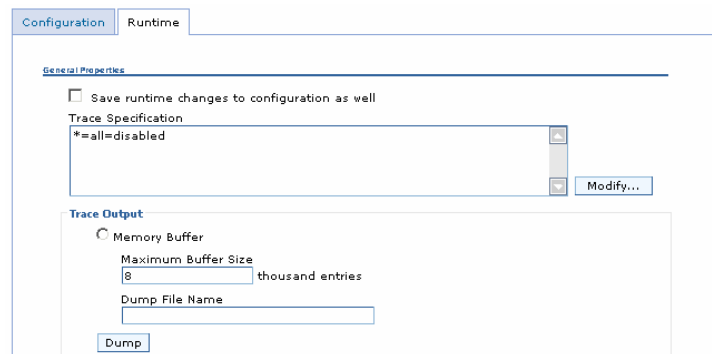 Configuration Runtime
General Properties
Save runtime changes to configuration as well
Trace Specification
*=all=disabled
Modify...
Trace Output
Memory Buffer
Maximum Buffer Size
8 thousand entries
Dump File Name
Dump